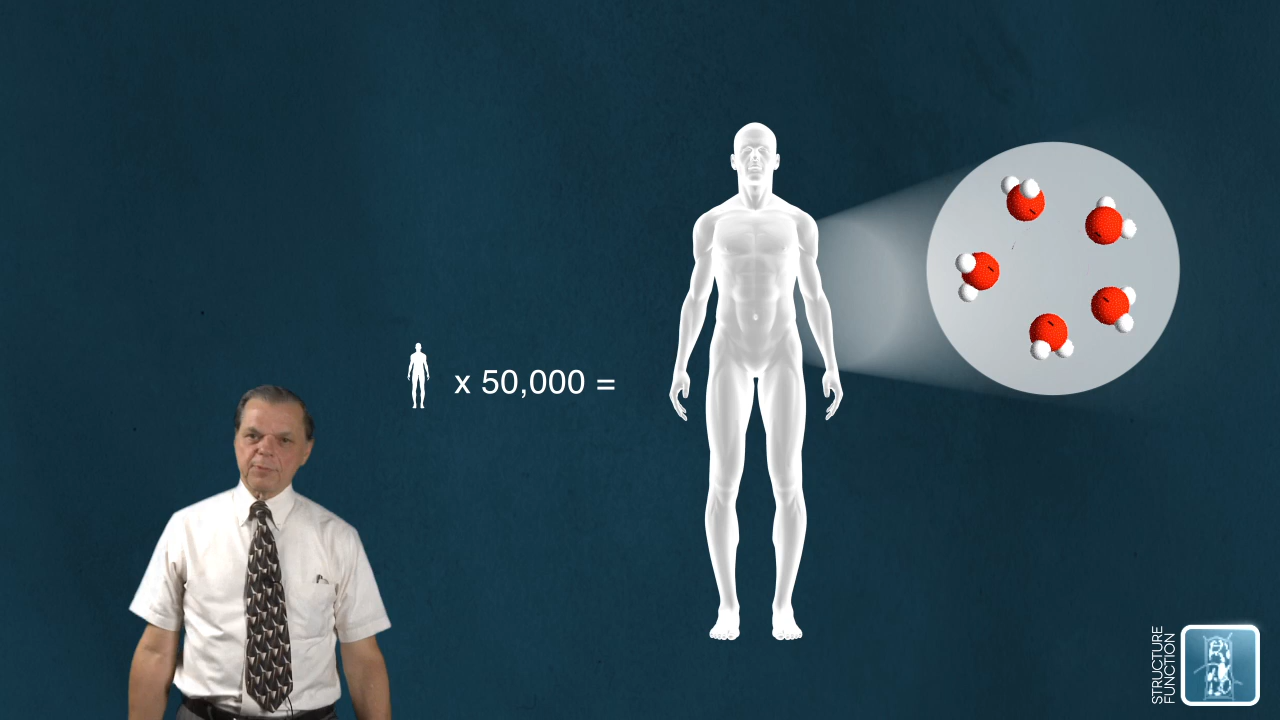 x 50,000 =
STRUCTURE
FUNCTION